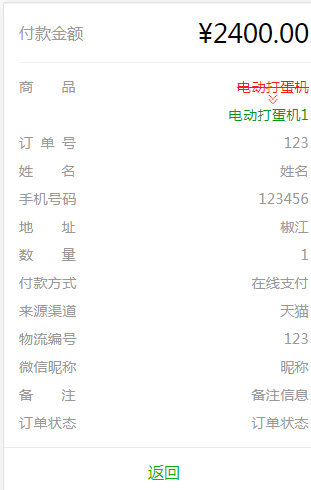 付款金额 ¥2400.00
商 品 电动打蛋机
电动打蛋机1
订 单 号 123
姓 名 姓名
手机号码 123456
地 址 椒江
数 量 1
付款方式 在线支付
来源渠道 天猫
物流编号 123
微信昵称 昵称
备 注 备注信息
订单状态 订单状态
返回